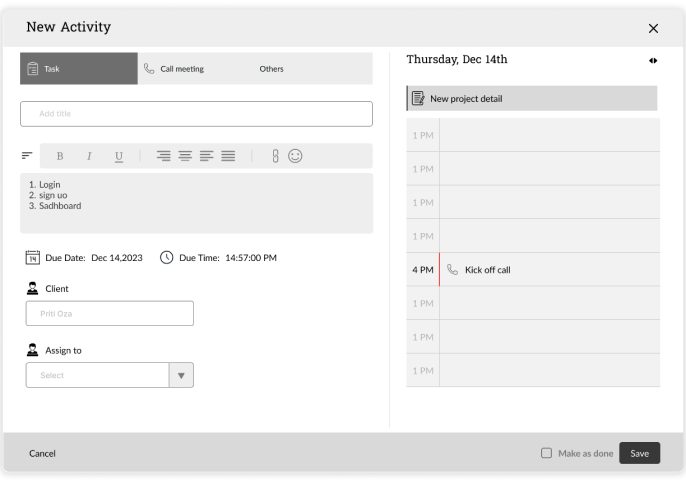 New Activity
Task
Call meeting
Others
Add title
B I U
1. Login
2. sign uo
3. Sadhboard
14 Due Date: Dec 14,2023 Due Time: 14:57:00 PM
Client
Priti Oza
Assign to
Select
Thursday, Dec 14th
New project detail
1 PM
1 PM
1 PM
1 PM
4 PM Kick off call
1 PM
1 PM
1 PM
Cancel
Make as done
Save